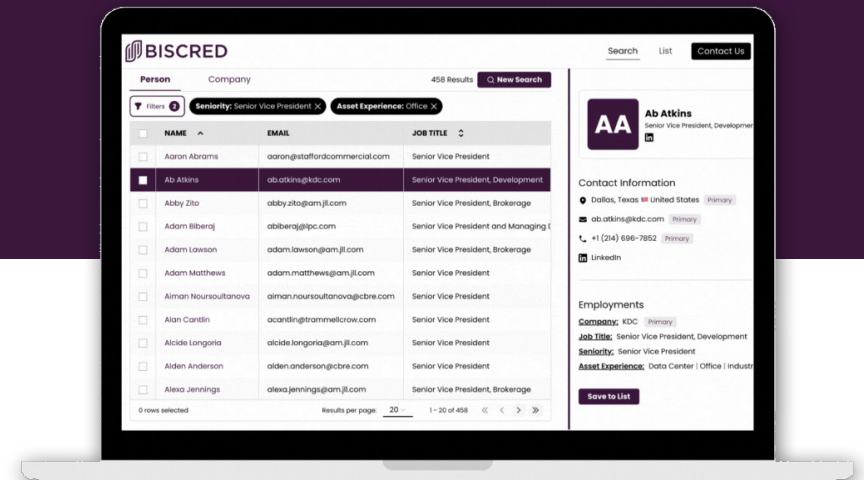 BISCRED
Search List Contact Us
Person Company 458 Results New Search
Filters 2 Seniority: Senior Vice President Asset Experience: Office
NAME EMAIL JOB TITLE
Aaron Abrams aaron@staffordcommercial.com Senior Vice President
Ab Atkins ab.atkins@kdc.com Senior Vice President, Development
Abby Zito abby.zito@am.jll.com Senior Vice President, Brokerage
Adam Biberaj abiberaj@lpc.com Senior Vice President and Managing D
Adam Lawson adam.lawson@am.jll.com Senior Vice President, Brokerage
Adam Matthews adam.matthews@am.jll.com Senior Vice President
Aiman Noursoultanova aiman.noursoultanova@cbre.com Senior Vice President
Alan Cantlin acantlin@trammellcrow.com Senior Vice President
Alcide Longoria alcide.longoria@am.jll.com Senior Vice President
Alden Anderson alden.anderson@cbre.com Senior Vice President
Alexa Jennings alexa.jennings@am.jll.com Senior Vice President, Brokerage
0 rows selected Results per page: 20 1 - 20 of 458
AA
Ab Atkins
Senior Vice President, Developmen
in
Contact Information
Dallas, Texas United States Primary
ab.atkins@kdc.com Primary
+1 (214) 696-7852 Primary
in LinkedIn
Employments
Company: KDC Primary
Job Title: Senior Vice President, Development
Seniority: Senior Vice President
Asset Experience: Data Center | Office | Industr
Save to List